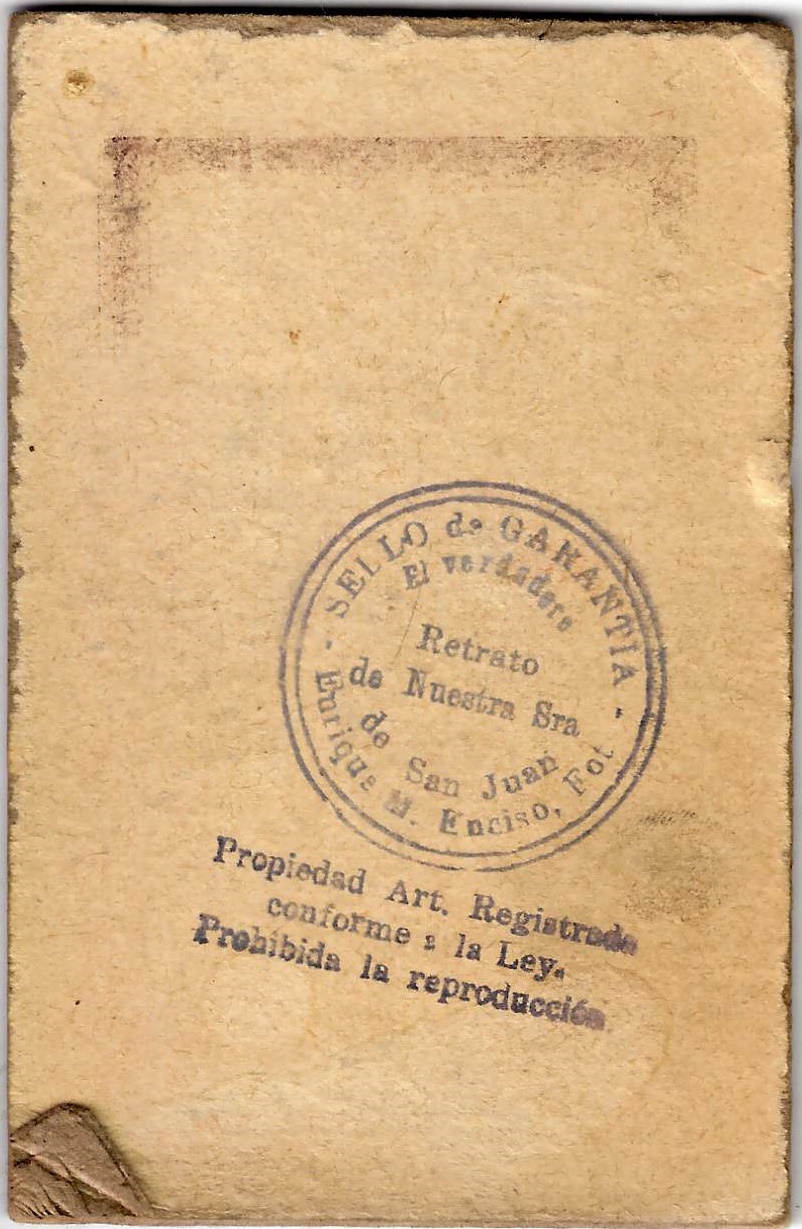 SELLO de GARANTIA
El verdadero
Retrato
de Nuestra Sra
de San Juan
Enrique M. Enciso, Fot
Propiedad Art. Registrada
conforme a la Ley.
Prohibida la reproducción